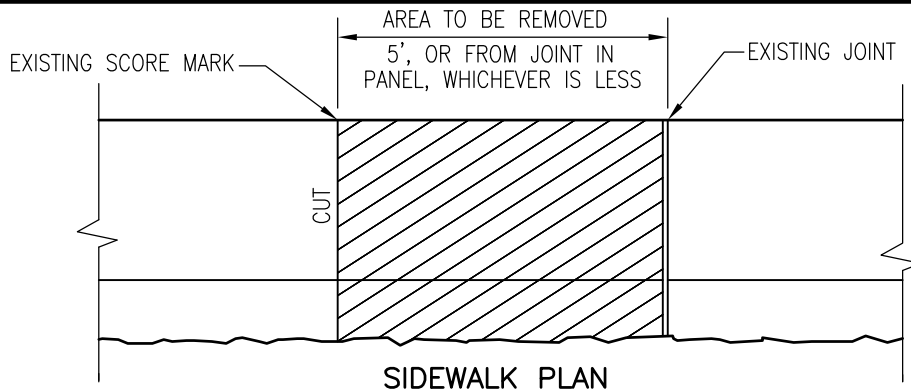 AREA TO BE REMOVED
5', OR FROM JOINT IN
PANEL, WHICHEVER IS LESS
EXISTING SCORE MARK
EXISTING JOINT
CUT
SIDEWALK PLAN